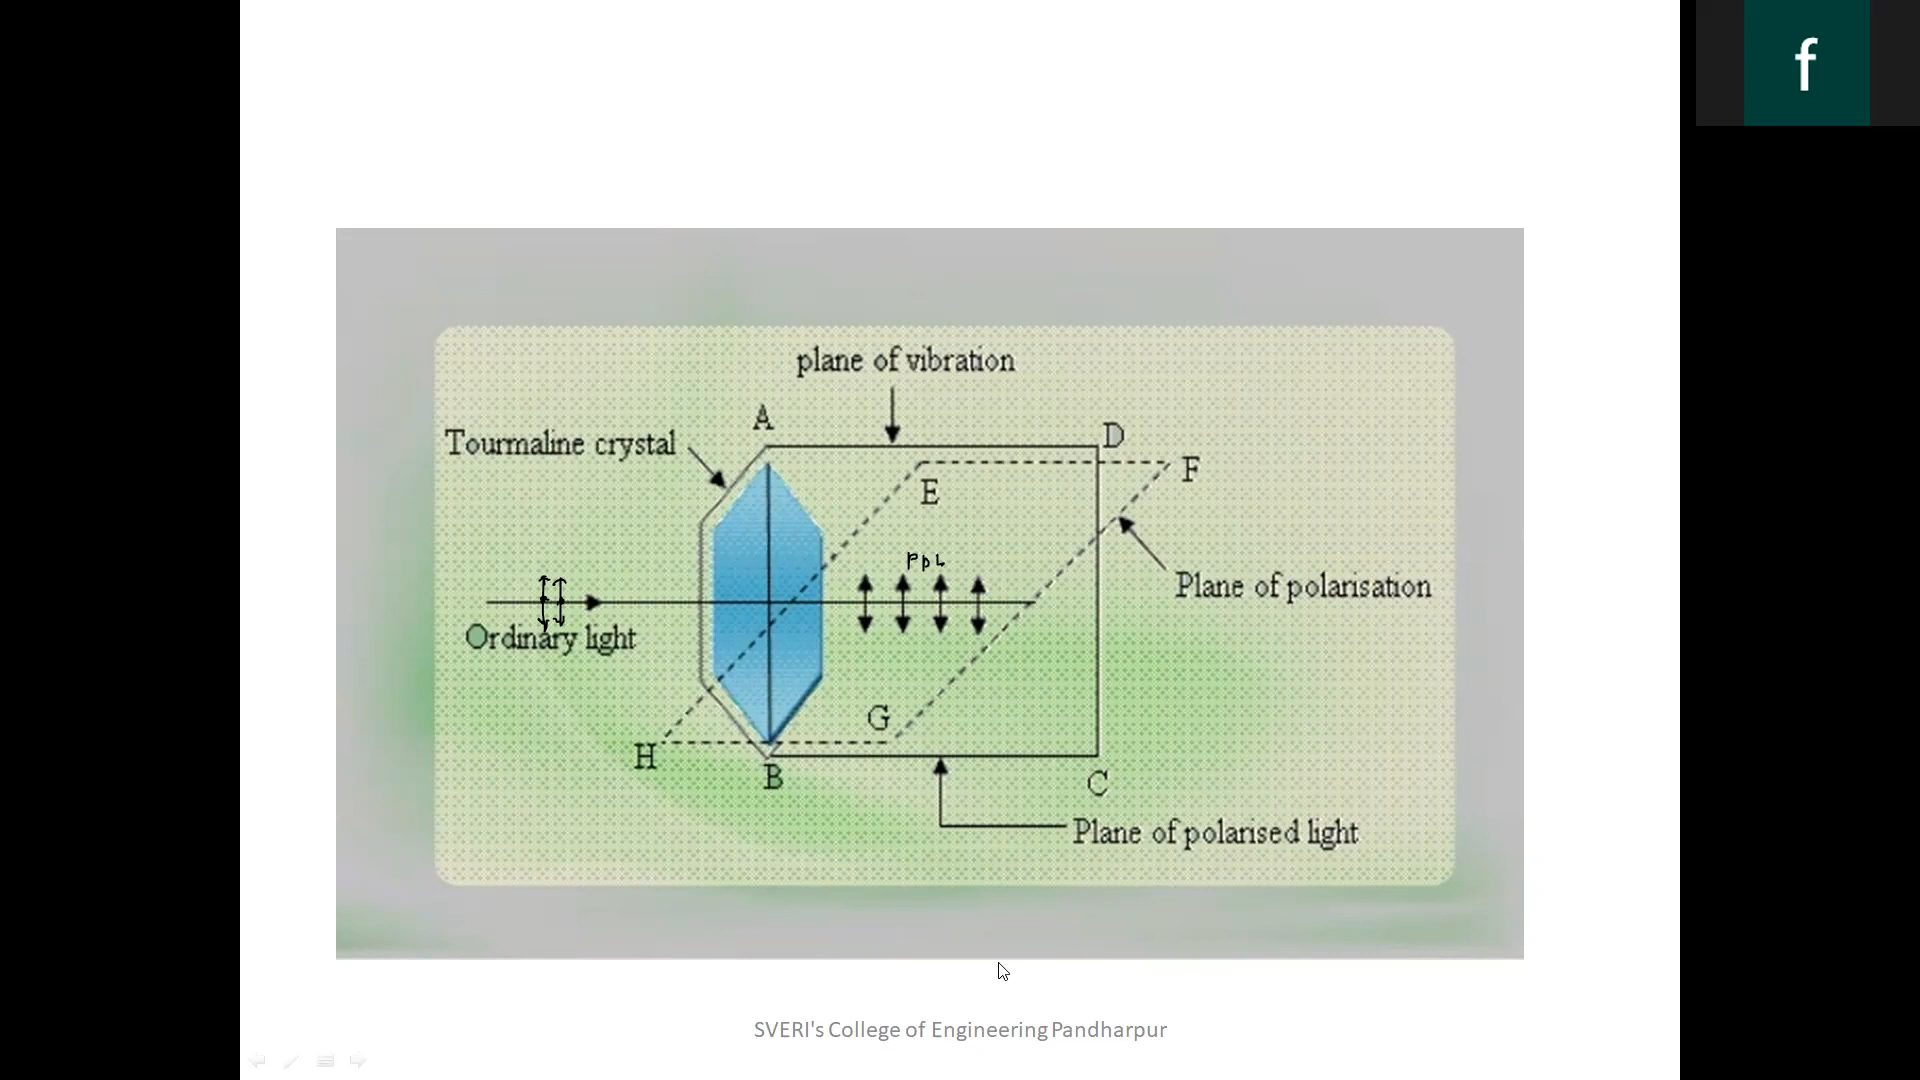 f
plane of vibration
A
D
Tourmaline crystal
F
E
PpL
Plane of polarisation
Ordinary light
G
H
B
C
Plane of polarised light
SVERI's College of Engineering Pandharpur